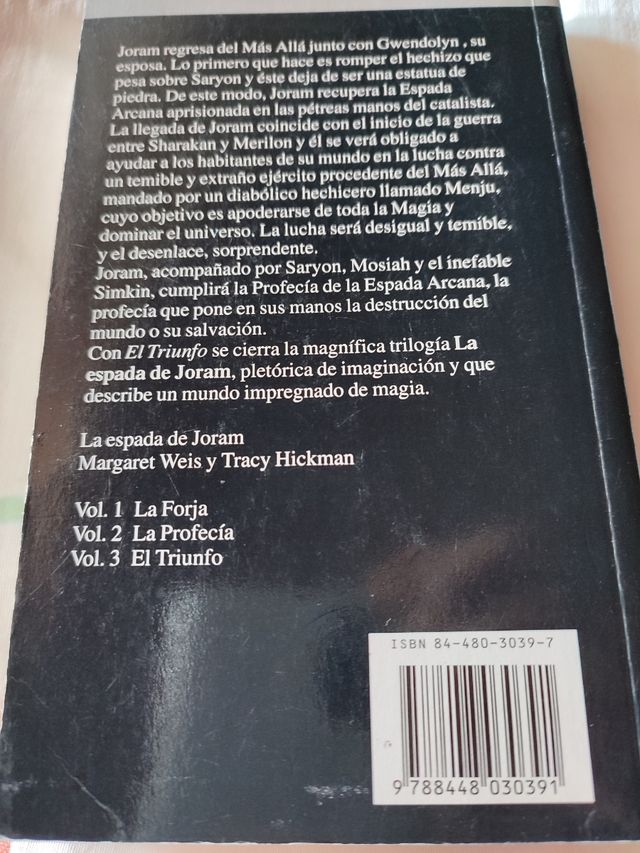 Joram regresa del Más Allá junto con Gwendolyn , su
esposa. Lo primero que hace es romper el hechizo que
pesa sobre Saryon y éste deja de ser una estatua de
piedra. De este modo, Joram recupera la Espada
Arcana aprisionada en las pétreas manos del catalista.
La llegada de Joram coincide con el inicio de la guerra
entre Sharakan y Merilon y él se verá obligado a
ayudar a los habitantes de su mundo en la lucha contra
un temible y extraño ejército procedente del Más Allá,
mandado por un diabólico hechicero llamado Menju,
cuyo objetivo es apoderarse de toda la Magia y
dominar el universo. La lucha será desigual y temible,
y el desenlace, sorprendente.
Joram, acompañado por Saryon, Mosiah y el inefable
Simkin, cumplirá la Profecía de la Espada Arcana, la
profecía que pone en sus manos la destrucción del
mundo o su salvación.
Con El Triunfo se cierra la magnífica trilogía La
espada de Joram, pletórica de imaginación y que
describe un mundo impregnado de magia.
La espada de Joram
Margaret Weis y Tracy Hickman
Vol. 1 La Forja
Vol. 2 La Profecía
Vol. 3 El Triunfo
ISBN 84-480-3039-7
9 788448 030391